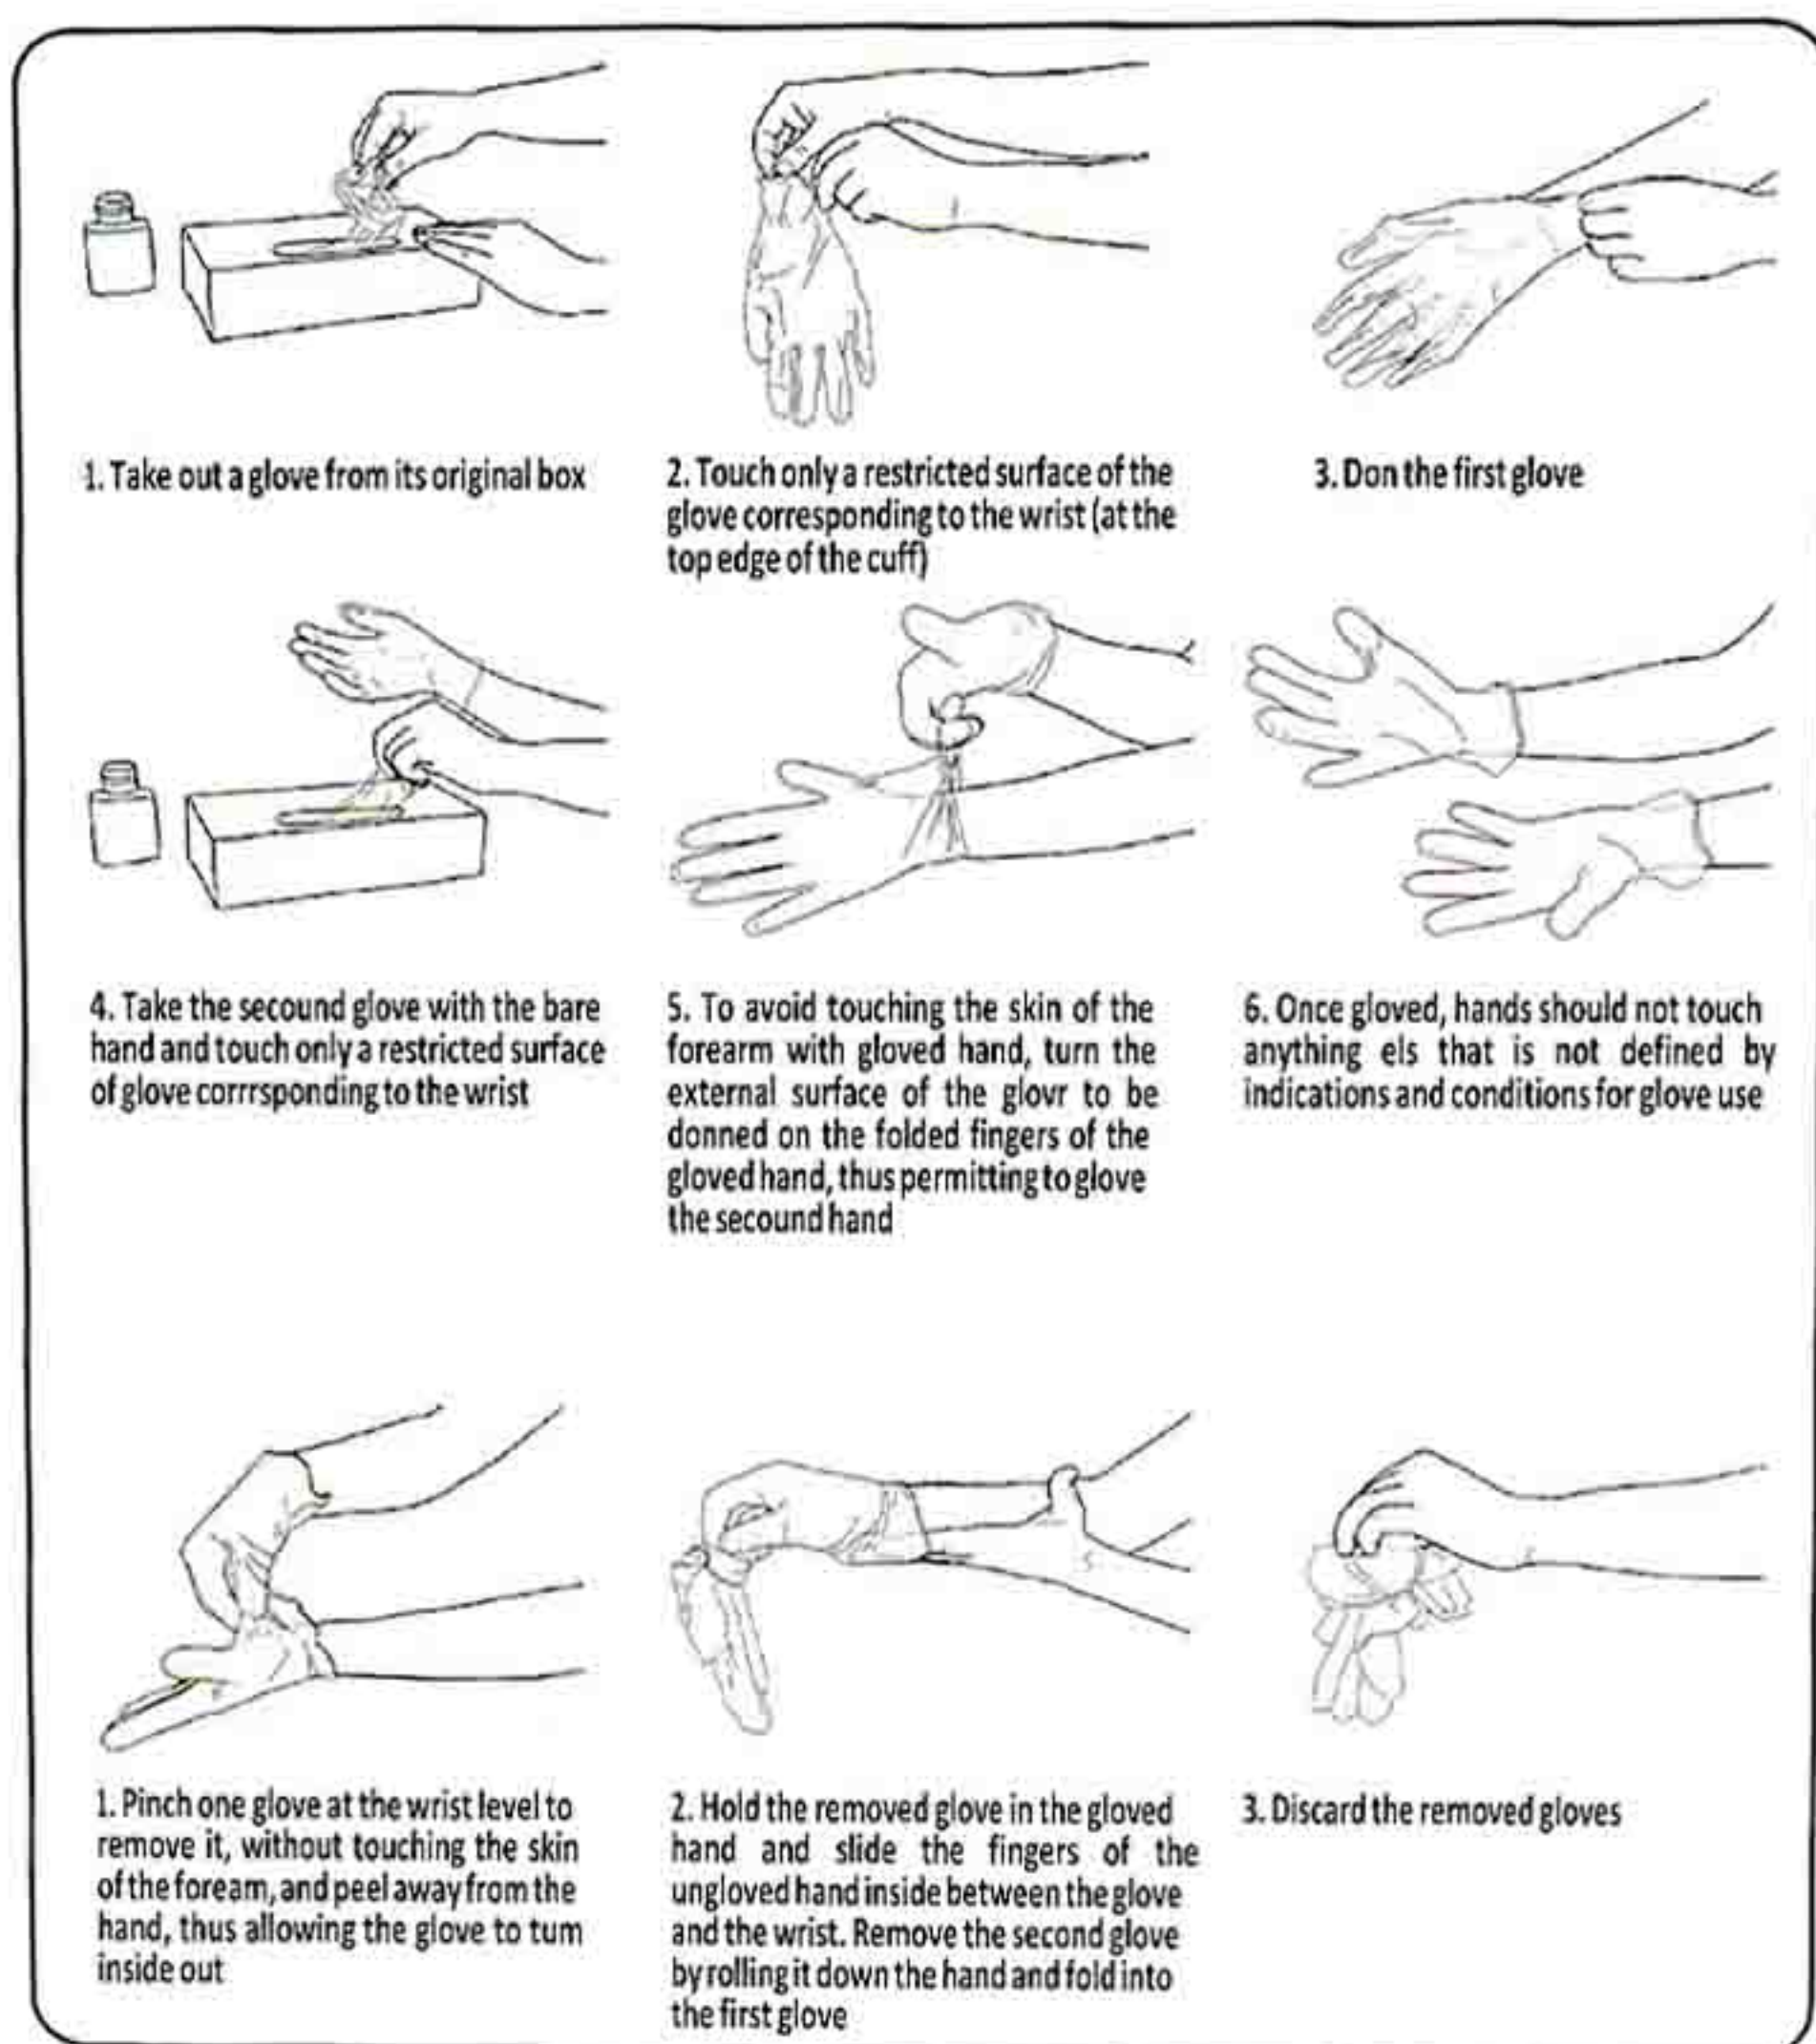 1. Take out a glove from its original box
2. Touch only a restricted surface of the
glove corresponding to the wrist (at the
top edge of the cuff)
3. Don the first glove
4. Take the secound glove with the bare
hand and touch only a restricted surface
of glove corrrsponding to the wrist
5. To avoid touching the skin of the
forearm with gloved hand, turn the
external surface of the glovr to be
donned on the folded fingers of the
gloved hand, thus permitting to glove
the secound hand
6. Once gloved, hands should not touch
anything els that is not defined by
indications and conditions for glove use
1. Pinch one glove at the wrist level to
remove it, without touching the skin
of the foream, and peel away from the
hand, thus allowing the glove to tum
inside out
2. Hold the removed glove in the gloved
hand and slide the fingers of the
ungloved hand inside between the glove
and the wrist. Remove the second glove
by rolling it down the hand and fold into
the first glove
3. Discard the removed gloves